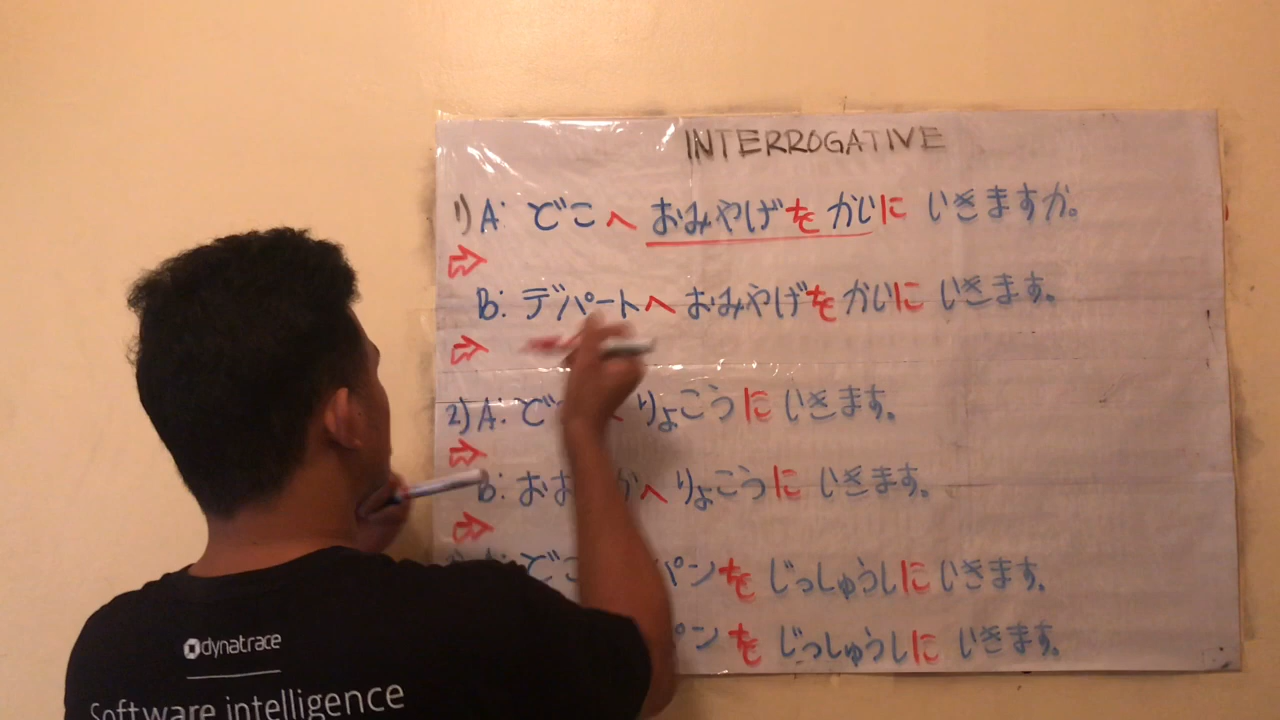 INTERROGATIVE
1) A: どこへ おみやげを かいに いきますか。
B: デパートへ おみやげを かいに いきます。
2) A: りょこうに いきます。
B: へ りょこうに いきます。
A: どこ パンを じっしゅうしに いきます。
パンを じっしゅうしに いきます。
dynatrace
Software intelligence